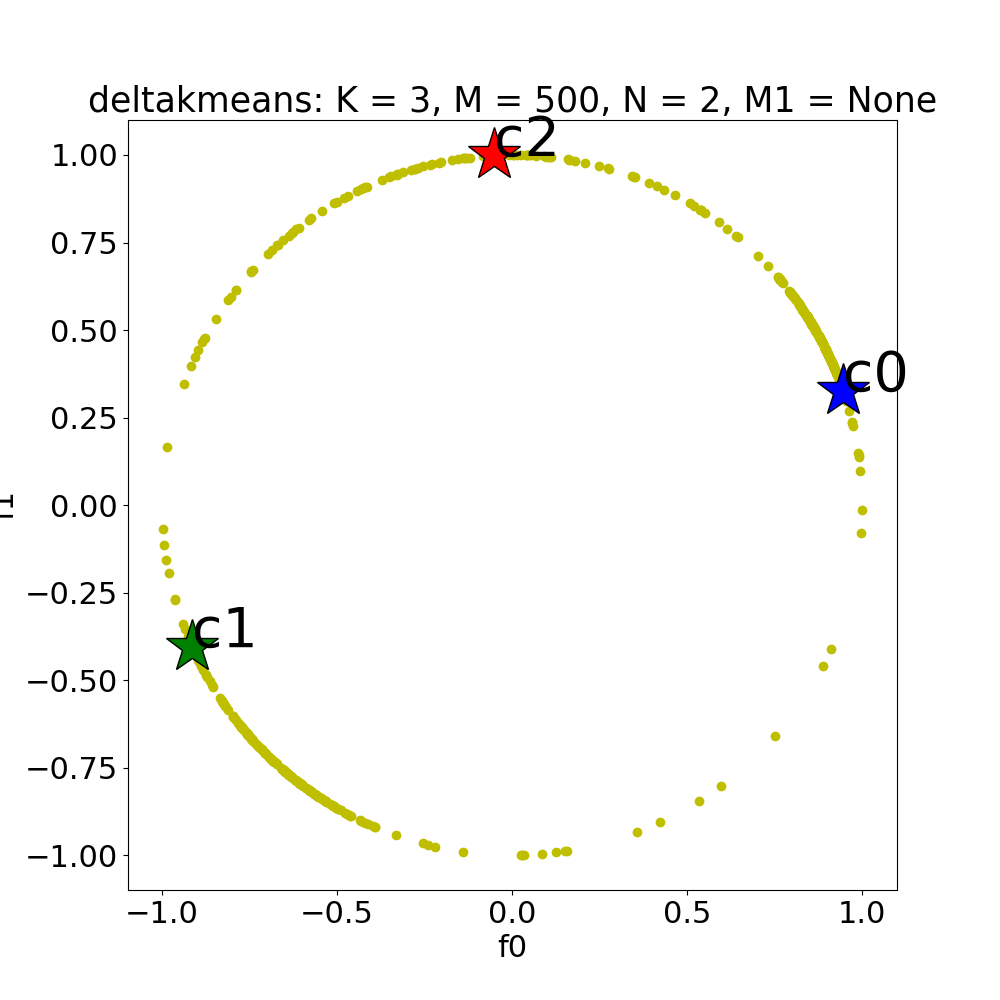 deltakmeans: K = 3, M = 500, N = 2, M1 = None
c2
1.00
0.75
0.50
c0
0.25
0.00
f1
−0.25
c1
−0.50
−0.75
−1.00
−1.0 −0.5 0.0 0.5 1.0
f0